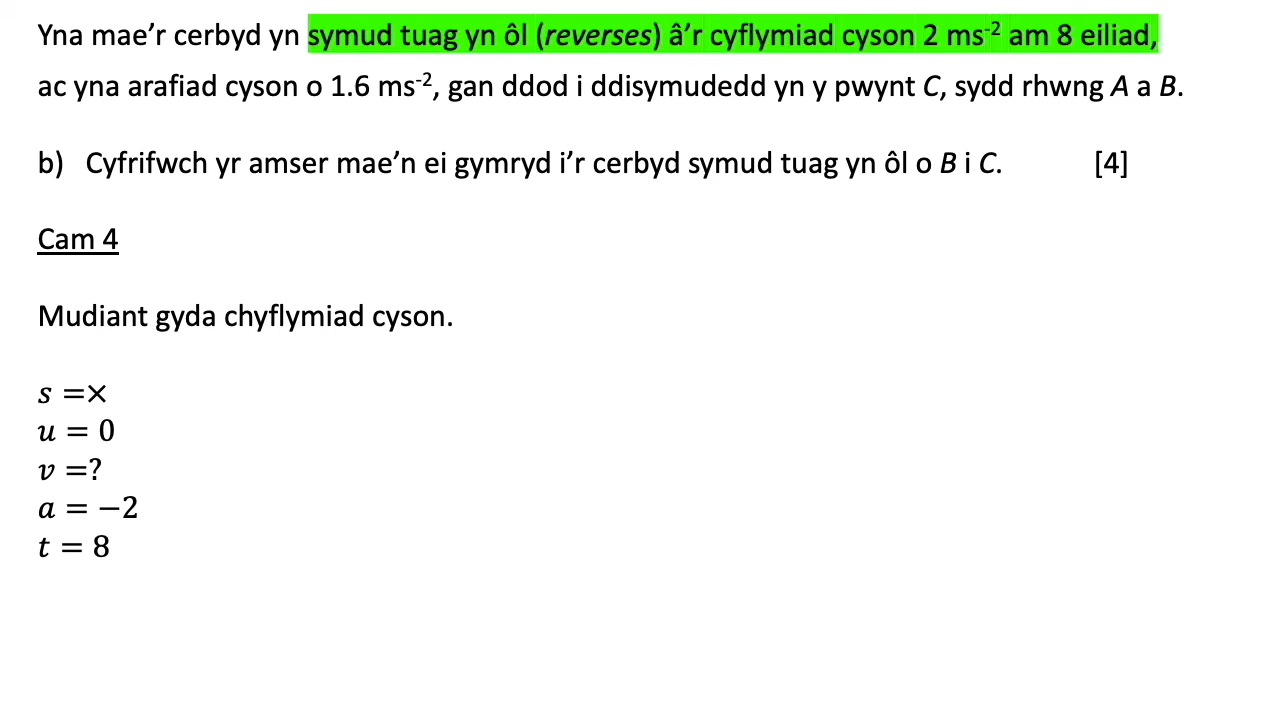 Yna mae’r cerbyd yn symud tuag yn ôl (reverses) â’r cyflymiad cyson 2 ms⁻² am 8 eiliad,
ac yna arafiad cyson o 1.6 ms⁻², gan ddod i ddisymudedd yn y pwynt C, sydd rhwng A a B.
b) Cyfrifwch yr amser mae’n ei gymryd i’r cerbyd symud tuag yn ôl o B i C. [4]
Cam 4
Mudiant gyda chyflymiad cyson.
s =×
u = 0
v =?
a = −2
t = 8